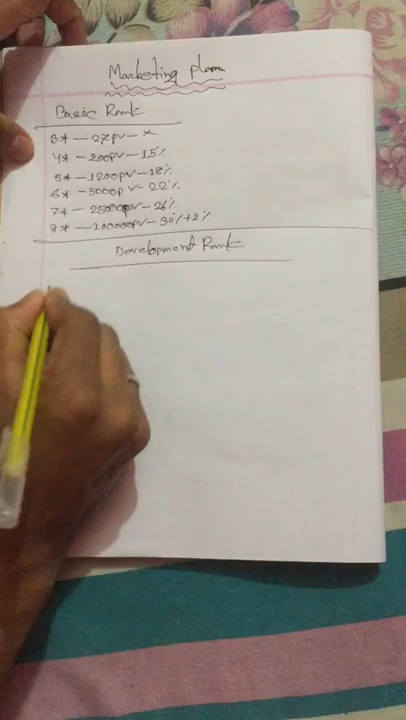 Marketing plan
Basic Rank
3* — 27pv — x
4* — 200pv — 15%
5* — 1200pv — 18%
6* — 5000pv — 22%
7* — 25000pv — 26%
8* — 100000pv — 30%+2%
Development Rank